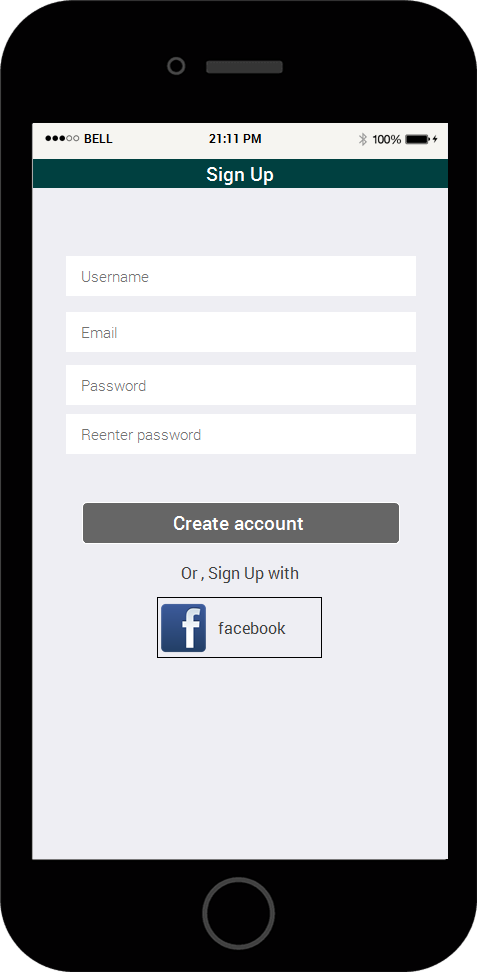 BELL 21:11 PM 100%
Sign Up
Username
Email
Password
Reenter password
Create account
Or , Sign Up with
f facebook